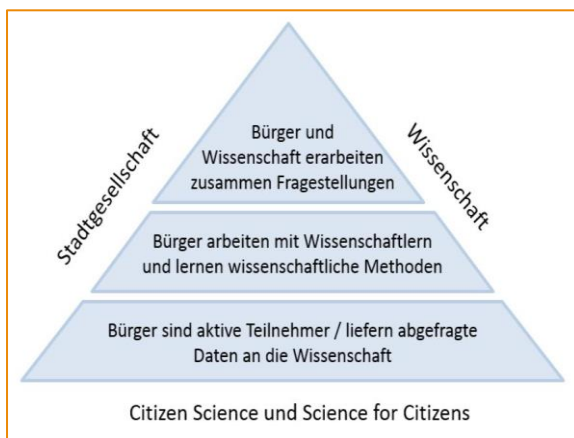 Bürger und
Wissenschaft erarbeiten
zusammen Fragestellungen
Stadtgesellschaft
Wissenschaft
Bürger arbeiten mit Wissenschaftlern
und lernen wissenschaftliche Methoden
Bürger sind aktive Teilnehmer / liefern abgefragte
Daten an die Wissenschaft
Citizen Science und Science for Citizens